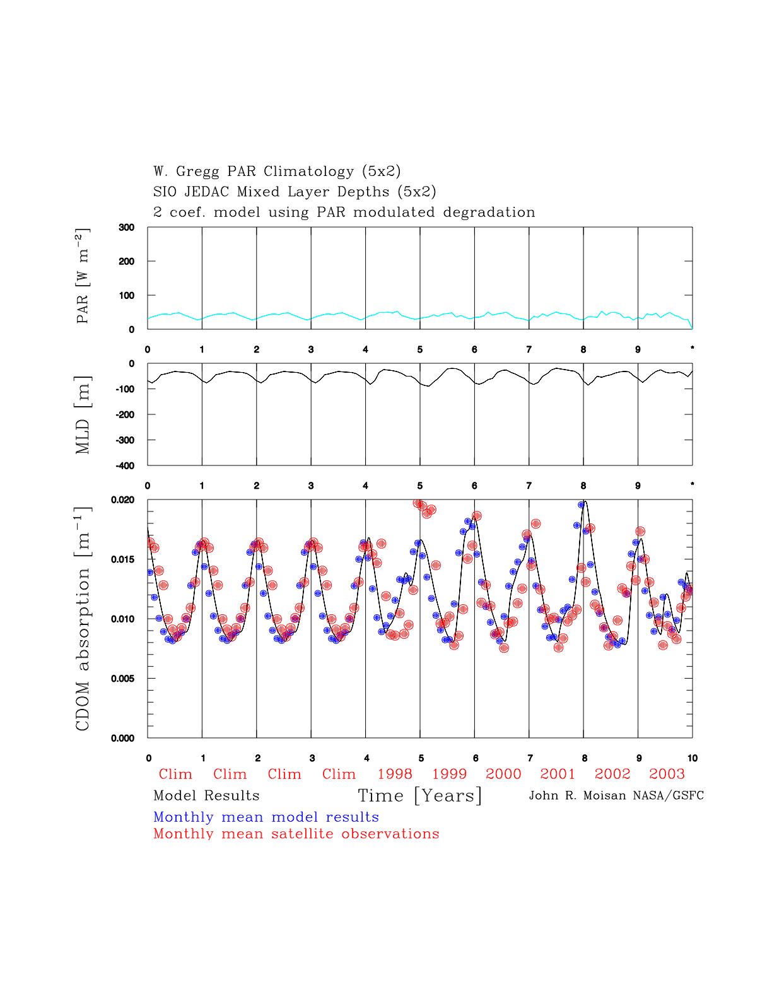 W. Gregg PAR Climatology (5x2)
SIO JEDAC Mixed Layer Depths (5x2)
2 coef. model using PAR modulated degradation
PAR [W m⁻²]
300
200
100
0
0 1 2 3 4 5 6 7 8 9 *
MLD [m]
0
-100
-200
-300
-400
0 1 2 3 4 5 6 7 8 9 *
CDOM absorption [m⁻¹]
0.020
0.015
0.010
0.005
0.000
0 1 2 3 4 5 6 7 8 9 10
Clim Clim Clim Clim 1998 1999 2000 2001 2002 2003
Model Results Time [Years] John R. Moisan NASA/GSFC
Monthly mean model results
Monthly mean satellite observations